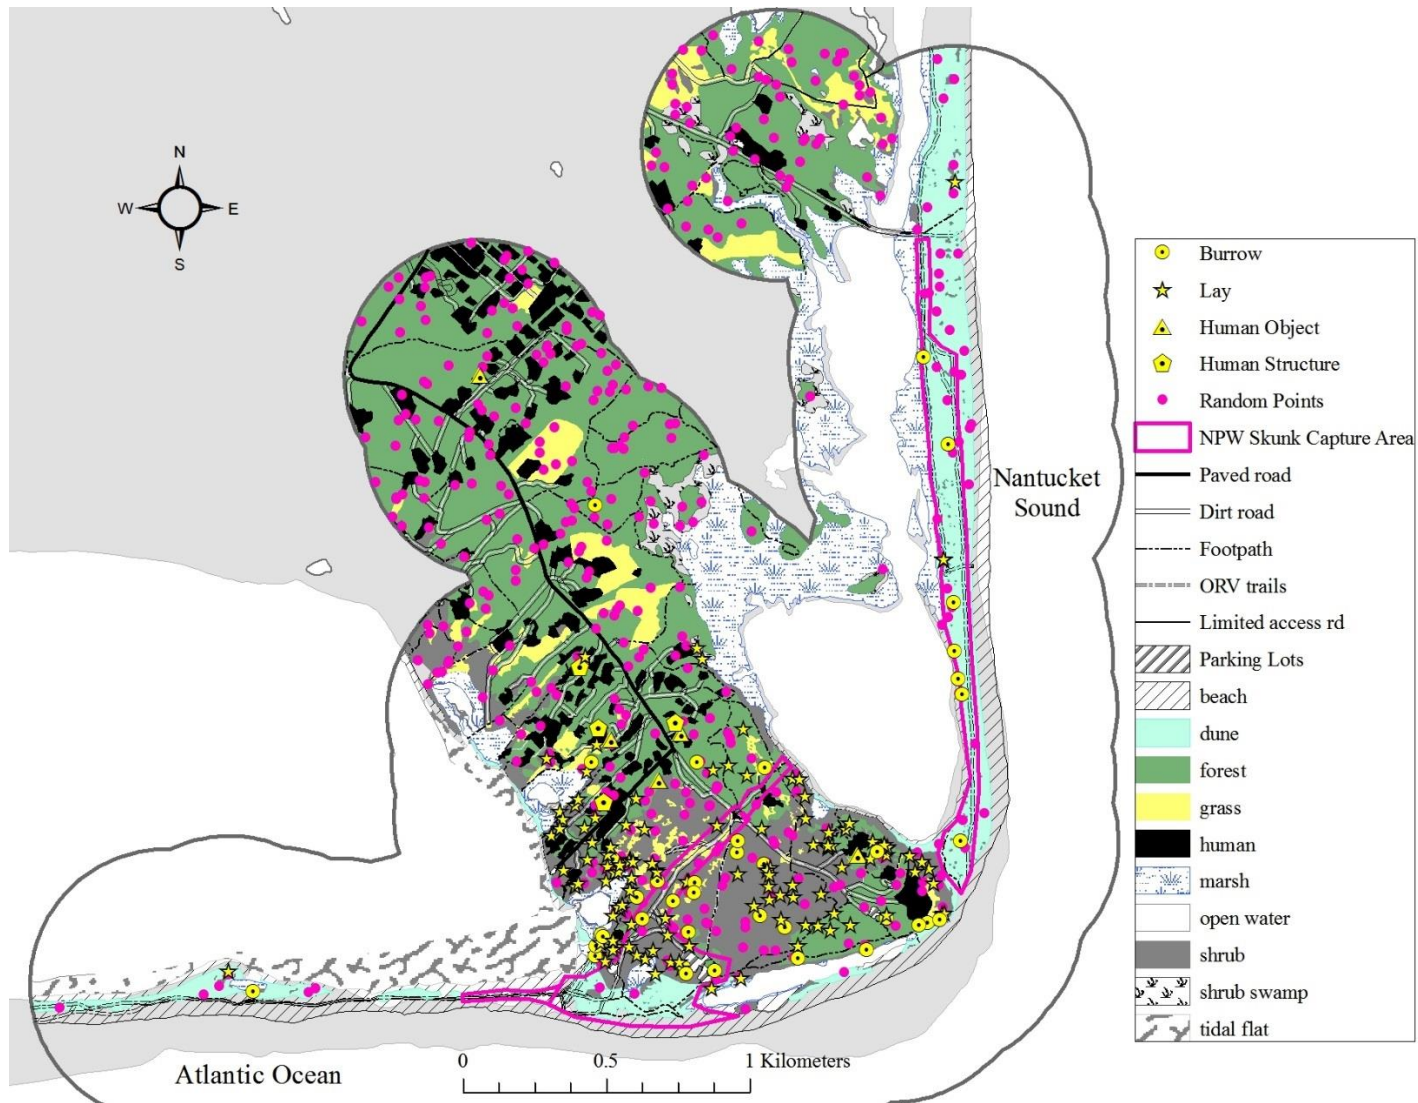 N
W
E
S
Burrow
Lay
Human Object
Human Structure
Random Points
NPW Skunk Capture Area
Paved road
Dirt road
Footpath
ORV trails
Limited access rd
Parking Lots
beach
dune
forest
grass
human
marsh
open water
shrub
shrub swamp
tidal flat
Nantucket
Sound
0
0.5
1 Kilometers
Atlantic Ocean